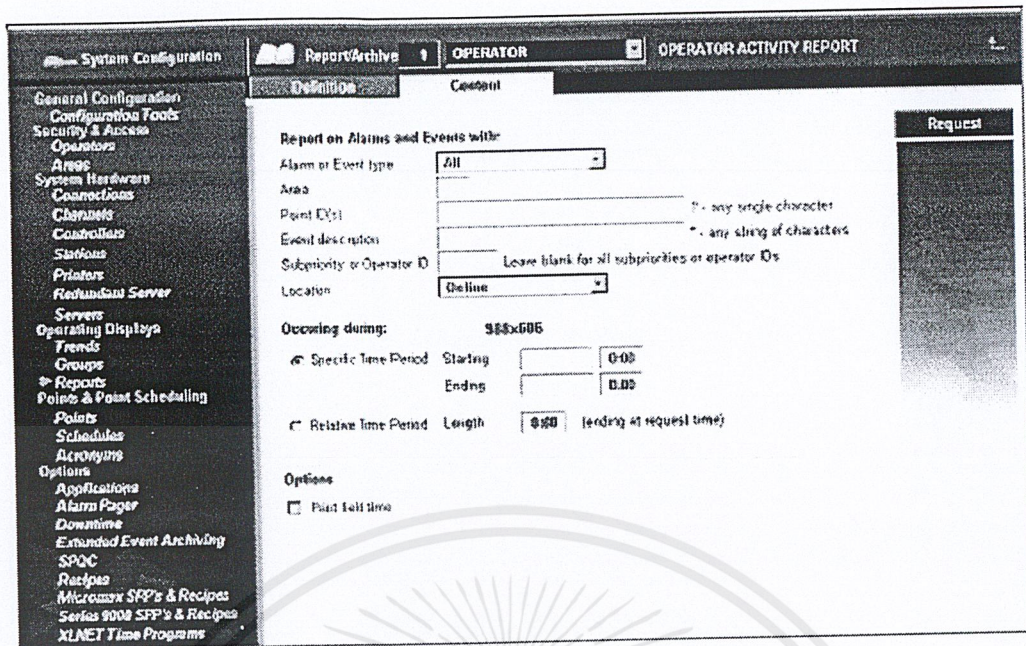 System Configuration
Report/Archive 1 OPERATOR OPERATOR ACTIVITY REPORT
Definition Content
General Configuration
Configuration Tools
Security & Access
Operators
Areas
System Hardware
Connections
Channels
Controllers
Stations
Printers
Redundant Server
Servers
Operating Displays
Trends
Groups
Reports
Points & Point Scheduling
Points
Schedules
Acronyms
Options
Applications
Alarm Pager
Downtime
Extended Event Archiving
SPQC
Recipes
Micromax SPP's & Recipes
Series 9000 SPP's & Recipes
XLNET Time Programs
Report on Alarms and Events with:
Alarm or Event type All
Area
Point ID(s) ? - any single character
Event description * - any string of characters
Subpriority or Operator ID Leave blank for all subpriorities or operator IDs
Location Online
Occuring during:
Specific Time Period Starting 0:00
Ending 0:00
Relative Time Period Length 0:00 (ending at request time)
Options
Request